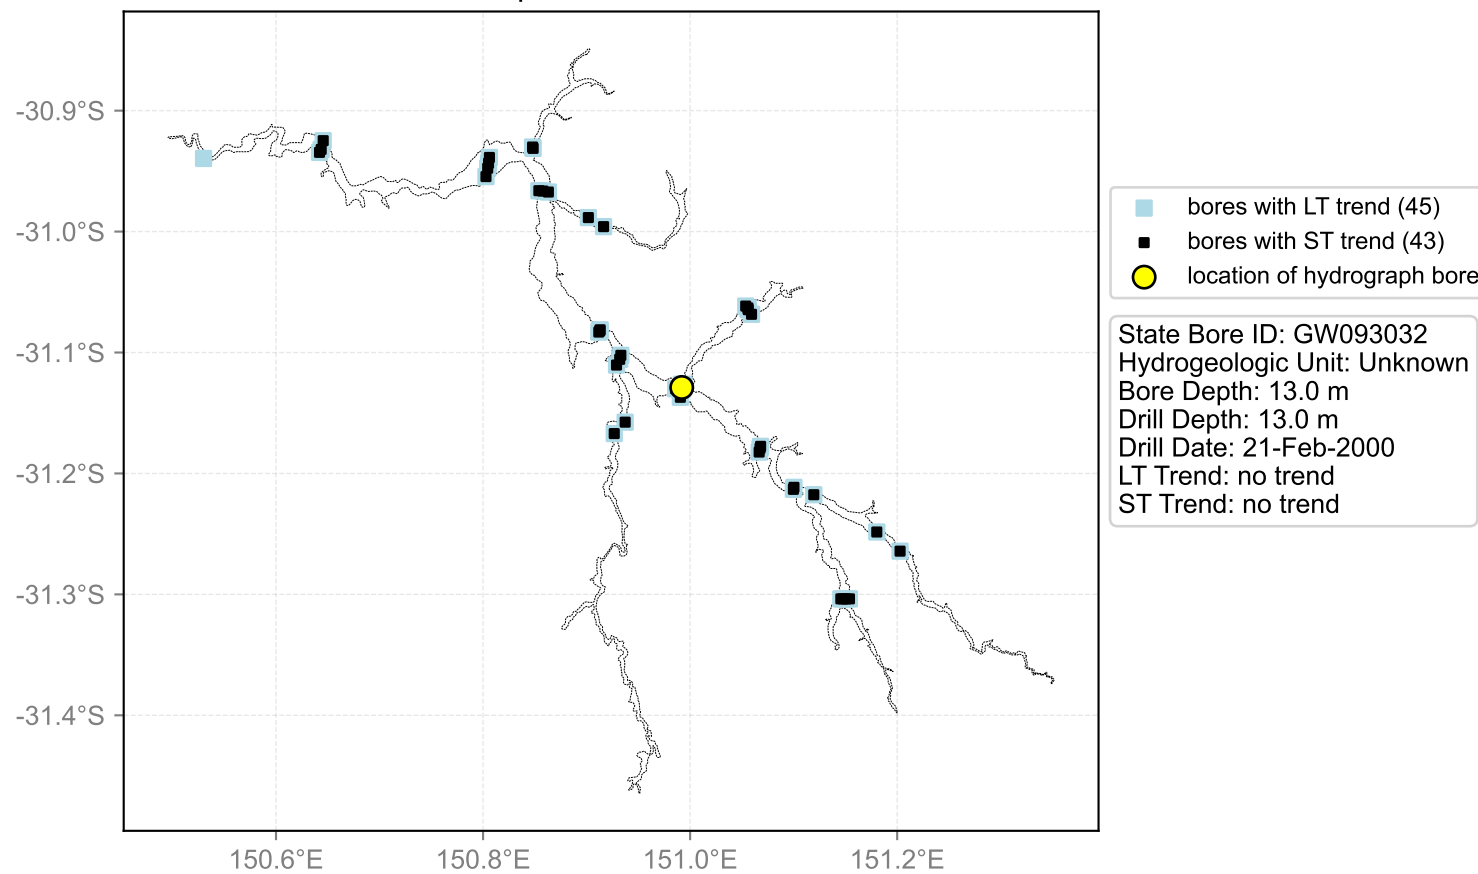 -30.9°S
-31.0°S
-31.1°S
-31.2°S
-31.3°S
-31.4°S
150.6°E
150.8°E
151.0°E
151.2°E
bores with LT trend (45)
bores with ST trend (43)
location of hydrograph bore
State Bore ID: GW093032
Hydrogeologic Unit: Unknown
Bore Depth: 13.0 m
Drill Depth: 13.0 m
Drill Date: 21-Feb-2000
LT Trend: no trend
ST Trend: no trend